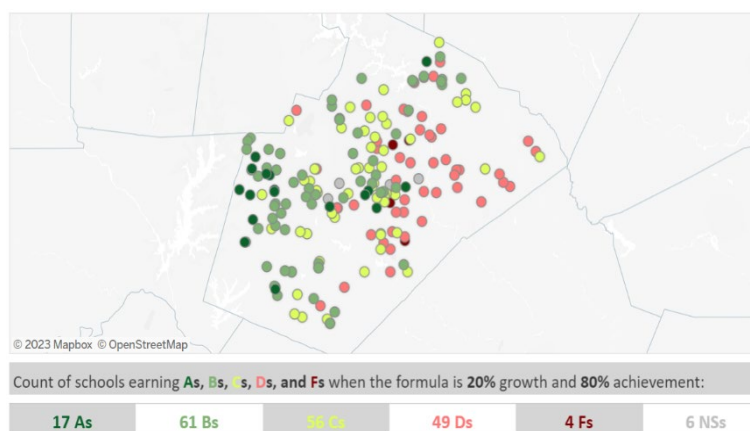 © 2023 Mapbox © OpenStreetMap
Count of schools earning As, Bs, Cs, Ds, and Fs when the formula is 20% growth and 80% achievement:
17 As 61 Bs 56 Cs 49 Ds 4 Fs 6 NSs